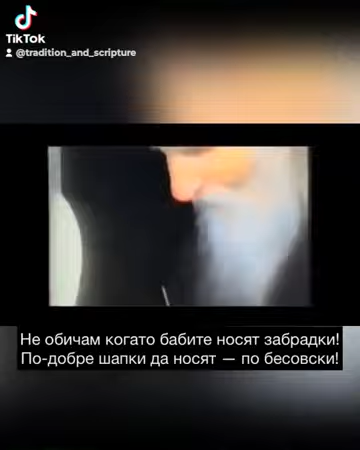 TikTok
@tradition_and_scripture
Не обичам когато бабите носят забрадки!
По-добре шапки да носят — по бесовски!